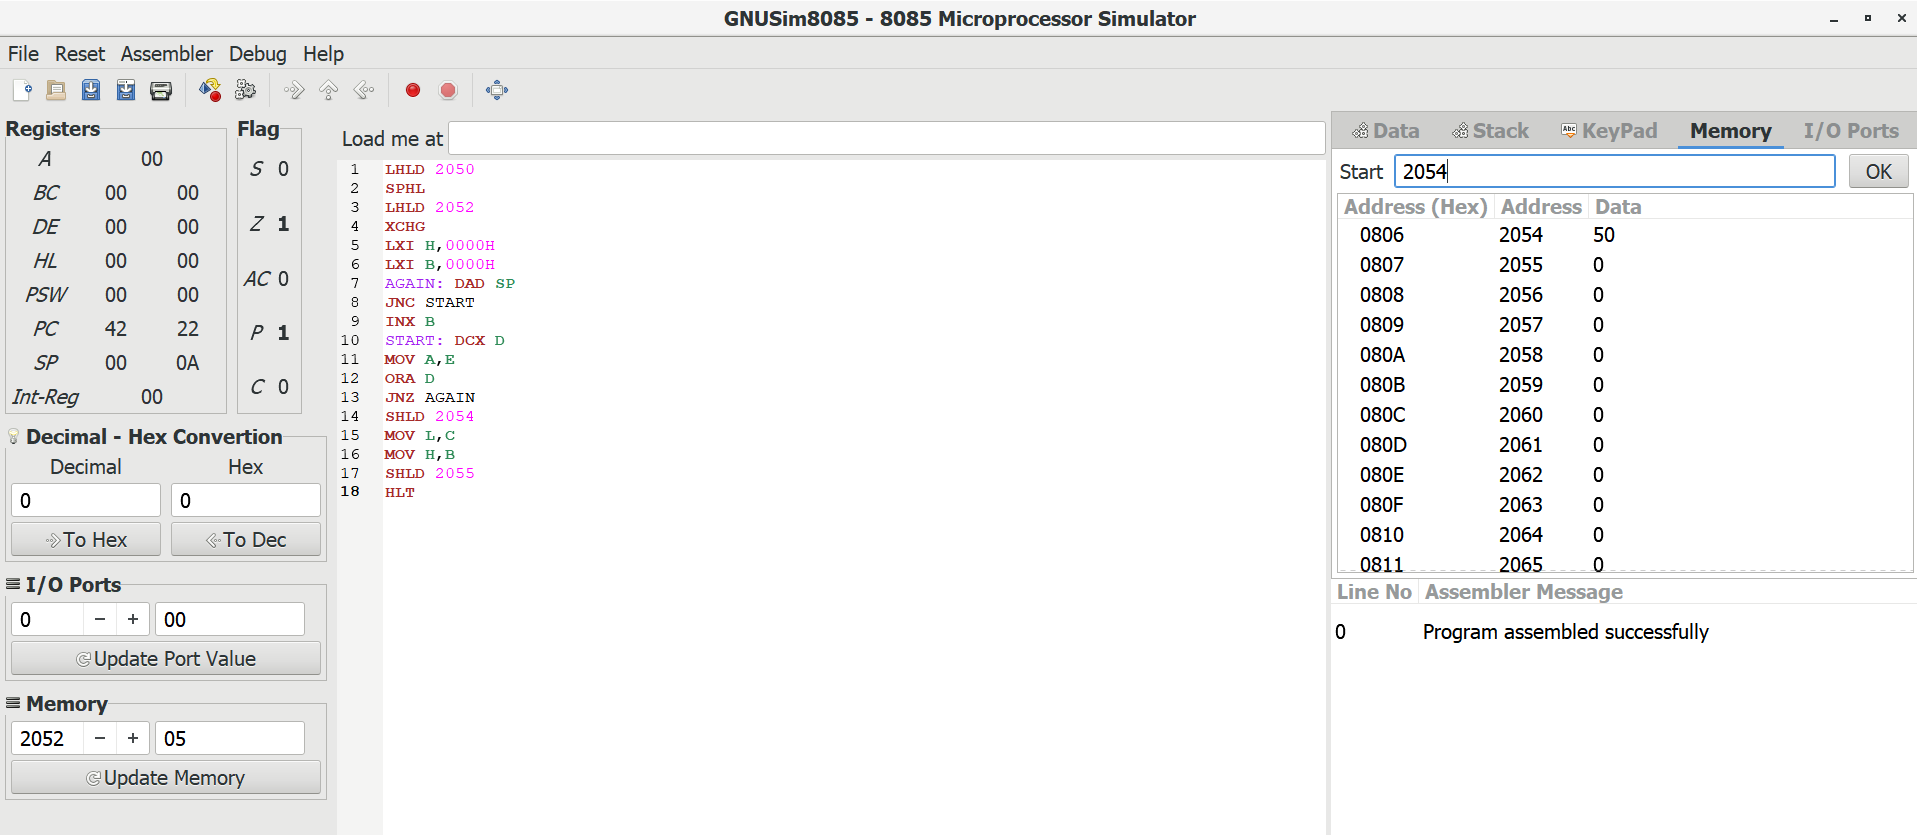 GNUSim8085 - 8085 Microprocessor Simulator
File Reset Assembler Debug Help
Registers
A 00
BC 00 00
DE 00 00
HL 00 00
PSW 00 00
PC 42 22
SP 00 0A
Int-Reg 00
Flag
S 0
Z 1
AC 0
P 1
C 0
Decimal - Hex Convertion
Decimal Hex
0 0
To Hex To Dec
I/O Ports
0 − + 00
Update Port Value
Memory
2052 − + 05
Update Memory
Load me at
1 LHLD 2050
2 SPHL
3 LHLD 2052
4 XCHG
5 LXI H,0000H
6 LXI B,0000H
7 AGAIN: DAD SP
8 JNC START
9 INX B
10 START: DCX D
11 MOV A,E
12 ORA D
13 JNZ AGAIN
14 SHLD 2054
15 MOV L,C
16 MOV H,B
17 SHLD 2055
18 HLT
Data Stack Abc KeyPad Memory I/O Ports
Start 2054 OK
Address (Hex) Address Data
0806 2054 50
0807 2055 0
0808 2056 0
0809 2057 0
080A 2058 0
080B 2059 0
080C 2060 0
080D 2061 0
080E 2062 0
080F 2063 0
0810 2064 0
0811 2065 0
Line No Assembler Message
0 Program assembled successfully